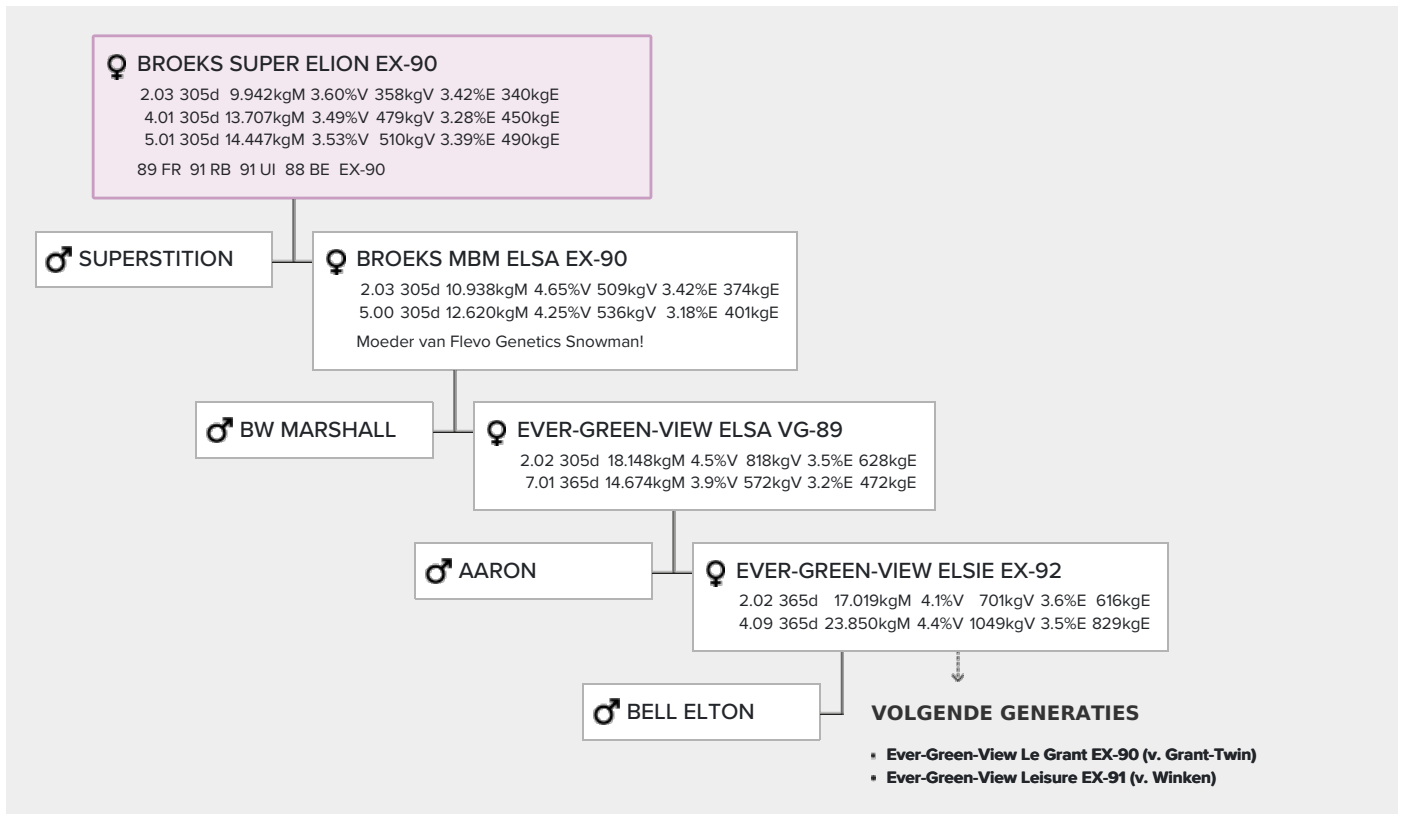 BROEKS SUPER ELION EX-90
2.03 305d 9.942kgM 3.60%V 358kgV 3.42%E 340kgE
4.01 305d 13.707kgM 3.49%V 479kgV 3.28%E 450kgE
5.01 305d 14.447kgM 3.53%V 510kgV 3.39%E 490kgE
89 FR 91 RB 91 UI 88 BE EX-90
SUPERSTITION
BROEKS MBM ELSA EX-90
2.03 305d 10.938kgM 4.65%V 509kgV 3.42%E 374kgE
5.00 305d 12.620kgM 4.25%V 536kgV 3.18%E 401kgE
Moeder van Flevo Genetics Snowman!
BW MARSHALL
EVER-GREEN-VIEW ELSA VG-89
2.02 305d 18.148kgM 4.5%V 818kgV 3.5%E 628kgE
7.01 365d 14.674kgM 3.9%V 572kgV 3.2%E 472kgE
AARON
EVER-GREEN-VIEW ELSIE EX-92
2.02 365d 17.019kgM 4.1%V 701kgV 3.6%E 616kgE
4.09 365d 23.850kgM 4.4%V 1049kgV 3.5%E 829kgE
BELL ELTON
VOLGENDE GENERATIES
▪ Ever-Green-View Le Grant EX-90 (v. Grant-Twin)
▪ Ever-Green-View Leisure EX-91 (v. Winken)